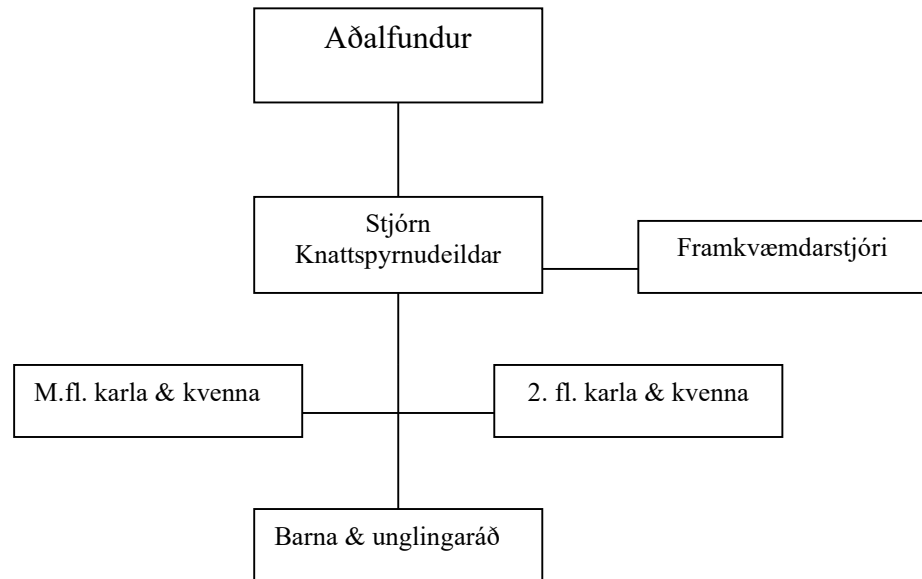 Aðalfundur
Stjórn
Knattspyrnudeildar
Framkvæmdarstjóri
M.fl. karla & kvenna
2. fl. karla & kvenna
Barna & unglingaráð